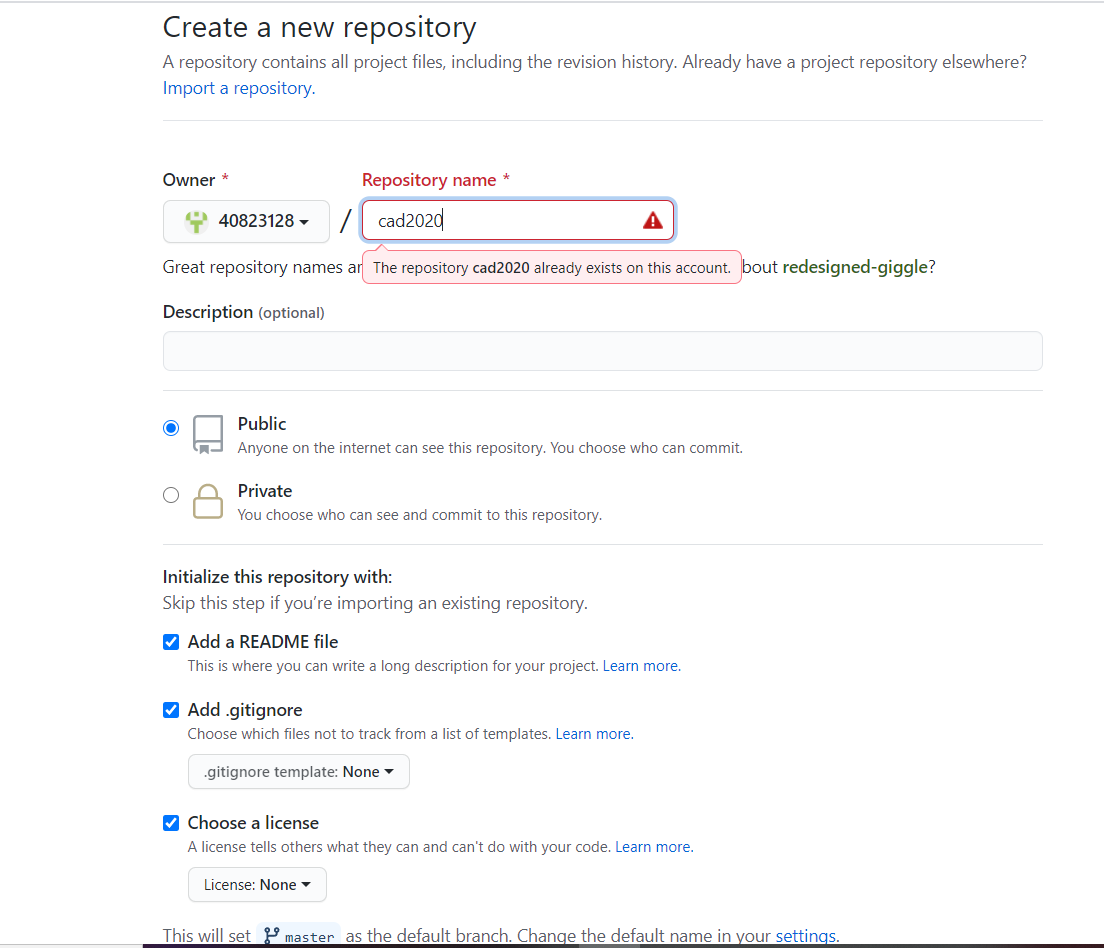 Create a new repository
A repository contains all project files, including the revision history. Already have a project repository elsewhere?
Import a repository.
Owner *
Repository name *
40823128
/
cad2020
Great repository names ar
The repository cad2020 already exists on this account.
bout redesigned-giggle?
Description (optional)
Public
Anyone on the internet can see this repository. You choose who can commit.
Private
You choose who can see and commit to this repository.
Initialize this repository with:
Skip this step if you’re importing an existing repository.
Add a README file
This is where you can write a long description for your project. Learn more.
Add .gitignore
Choose which files not to track from a list of templates. Learn more.
.gitignore template: None
Choose a license
A license tells others what they can and can't do with your code. Learn more.
License: None
This will set master as the default branch. Change the default name in your settings.